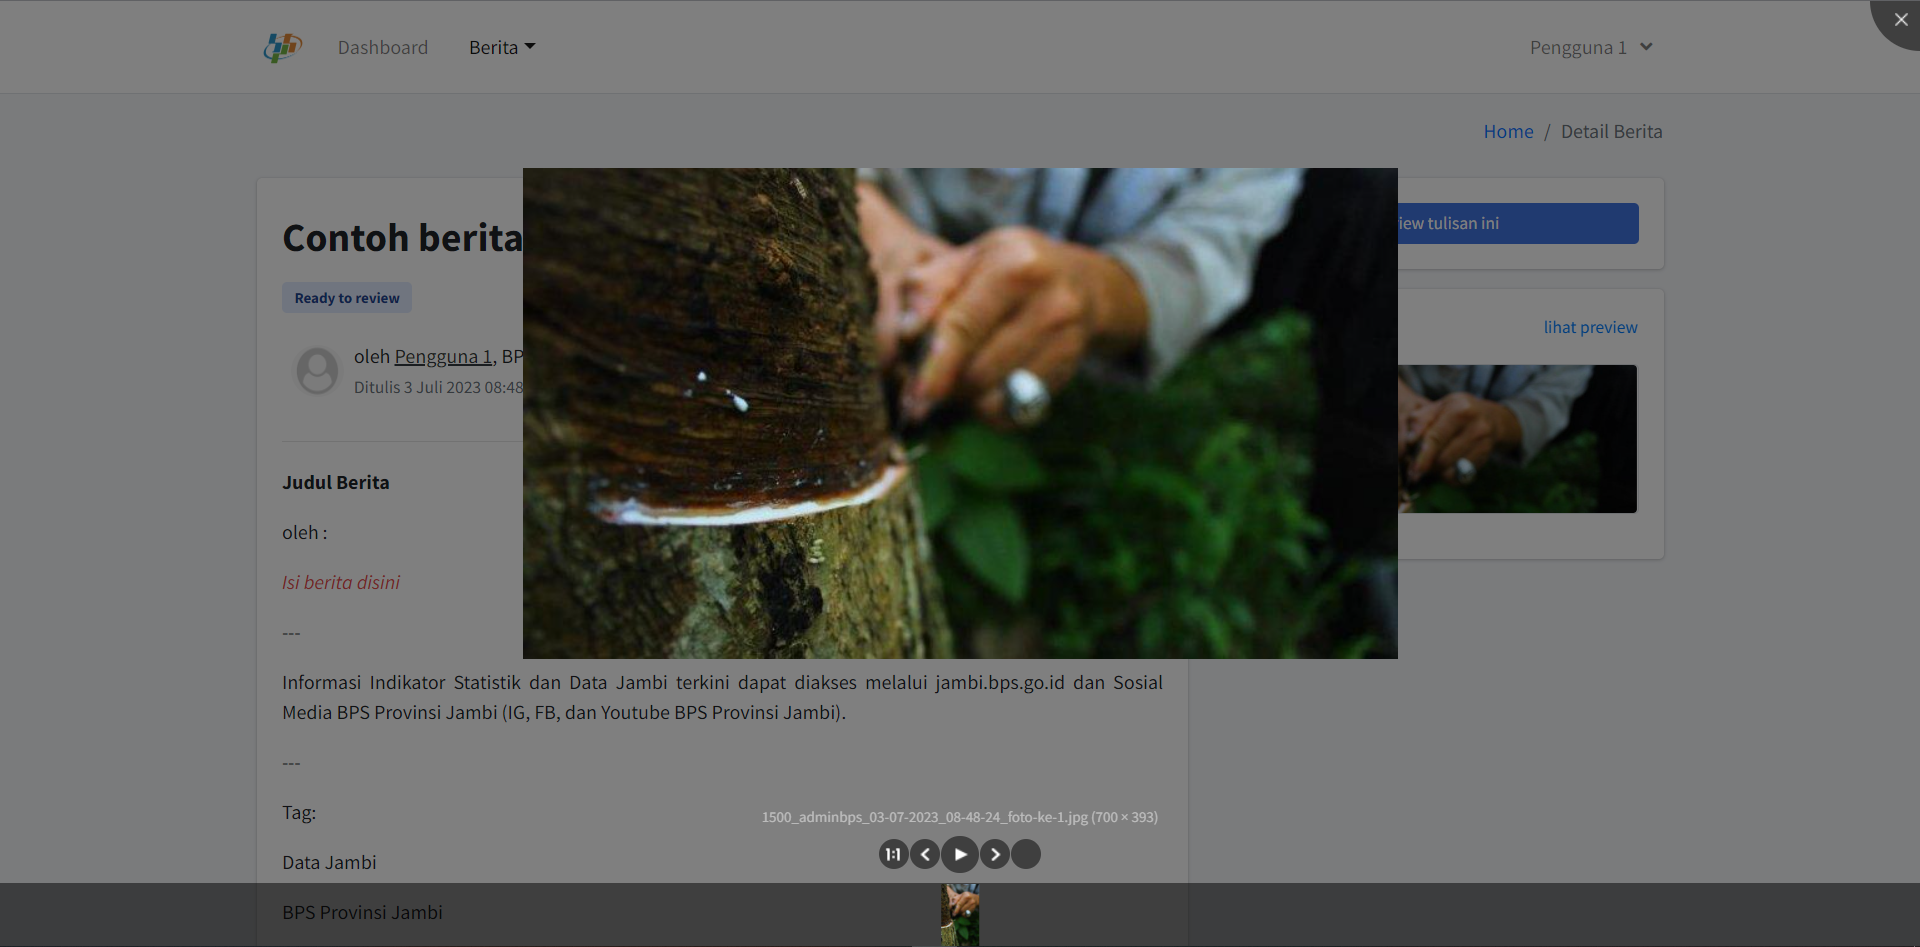 Dashboard
Berita
Pengguna 1
Home / Detail Berita
Contoh berita
iew tulisan ini
Ready to review
lihat preview
oleh Pengguna 1, BP
Ditulis 3 Juli 2023 08:48
Judul Berita
oleh :
Isi berita disini
---
Informasi Indikator Statistik dan Data Jambi terkini dapat diakses melalui jambi.bps.go.id dan Sosial
Media BPS Provinsi Jambi (IG, FB, dan Youtube BPS Provinsi Jambi).
---
Tag:
1500_adminbps_03-07-2023_08-48-24_foto-ke-1.jpg (700 × 393)
1:1
Data Jambi
BPS Provinsi Jambi